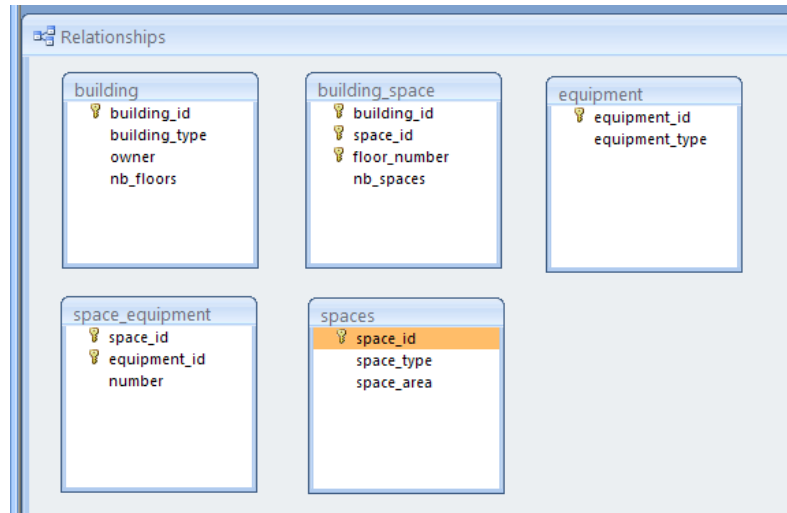 Relationships
building
building_id
building_type
owner
nb_floors
building_space
building_id
space_id
floor_number
nb_spaces
equipment
equipment_id
equipment_type
space_equipment
space_id
equipment_id
number
spaces
space_id
space_type
space_area